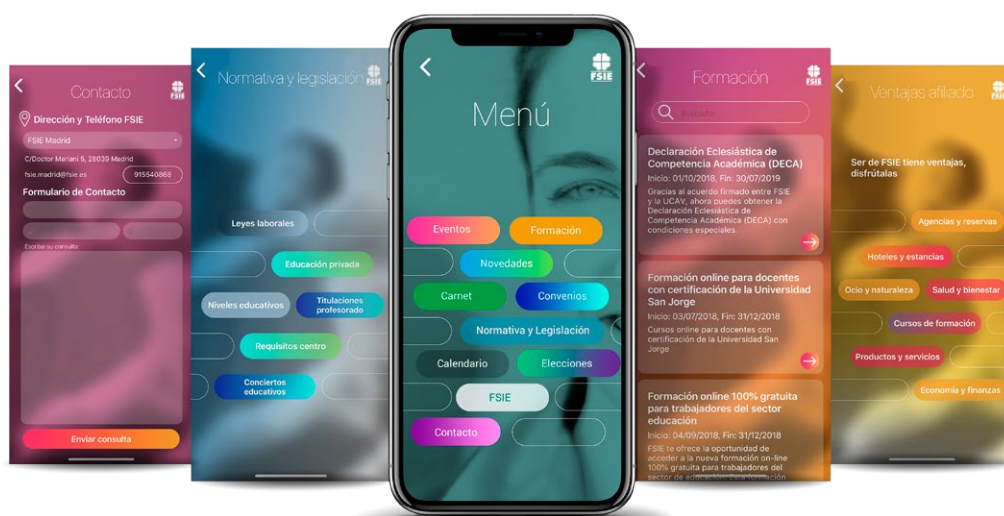 Contacto
FSIE
Dirección y Teléfono FSIE
FSIE Madrid
C/Doctor Mariani 5, 28039 Madrid
fsie.madrid@fsie.es
915540868
Formulario de Contacto
Escribir su consulta:
Enviar consulta
Normativa y legislación
FSIE
Leyes laborales
Educación privada
Niveles educativos
Titulaciones
profesorado
Requisitos centro
Conciertos
educativos
FSIE
Menú
Eventos
Formación
Novedades
Carnet
Convenios
Normativa y Legislación
Calendario
Elecciones
FSIE
Contacto
Formación
FSIE
Buscador
Declaración Eclesiástica de
Competencia Académica (DECA)
Inicio: 01/10/2018, Fin: 30/07/2019
Gracias al acuerdo firmado entre FSIE
y la UCAV, ahora puedes obtener la
Declaración Eclesiástica de
Competencia Académica (DECA) con
condiciones especiales.
Formación online para docentes
con certificación de la Universidad
San Jorge
Inicio: 03/07/2018, Fin: 31/12/2018
Cursos online para docentes con
certificación de la Universidad San
Jorge
Formación online 100% gratuita
para trabajadores del sector
educación
Inicio: 04/09/2018, Fin: 31/12/2018
FSIE te ofrece la oportunidad de
acceder a la nueva formación on-line
100% gratuita para trabajadores del
sector de educación. Esta formación
Ventajas afiliado
FSIE
Ser de FSIE tiene ventajas,
disfrútalas
Agencias y reservas
Hoteles y estancias
Ocio y naturaleza
Salud y bienestar
Cursos de formación
Productos y servicios
Economía y finanzas